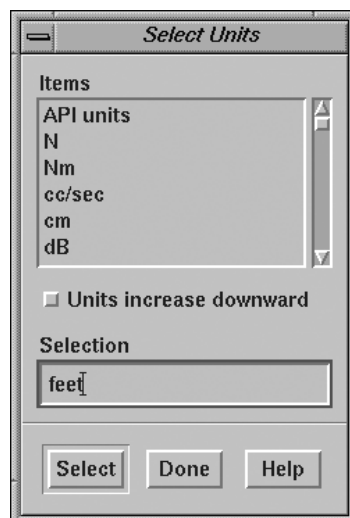 Select Units
Items
API units
N
Nm
cc/sec
cm
dB
Units increase downward
Selection
feet
Select
Done
Help